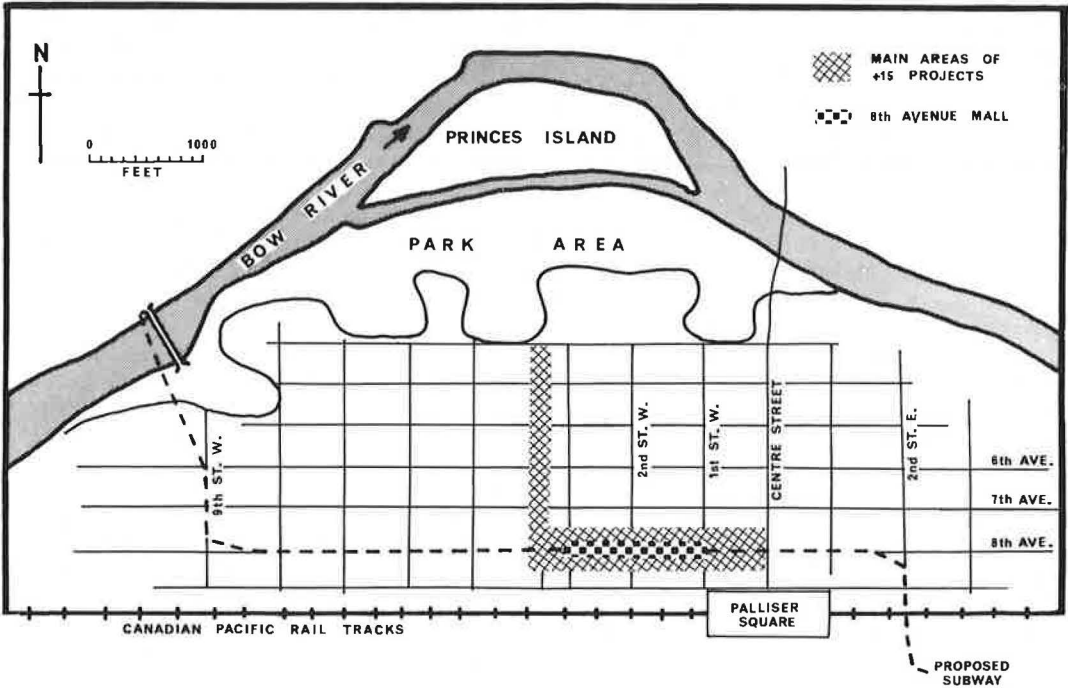 N
0 1000
FEET
MAIN AREAS OF
+15 PROJECTS
8th AVENUE MALL
PRINCES ISLAND
BOW RIVER
PARK AREA
9th ST. W.
2nd ST. W.
1st ST. W.
CENTRE STREET
2nd ST. E.
6th AVE.
7th AVE.
8th AVE.
PALLISER
SQUARE
CANADIAN PACIFIC RAIL TRACKS
PROPOSED
SUBWAY